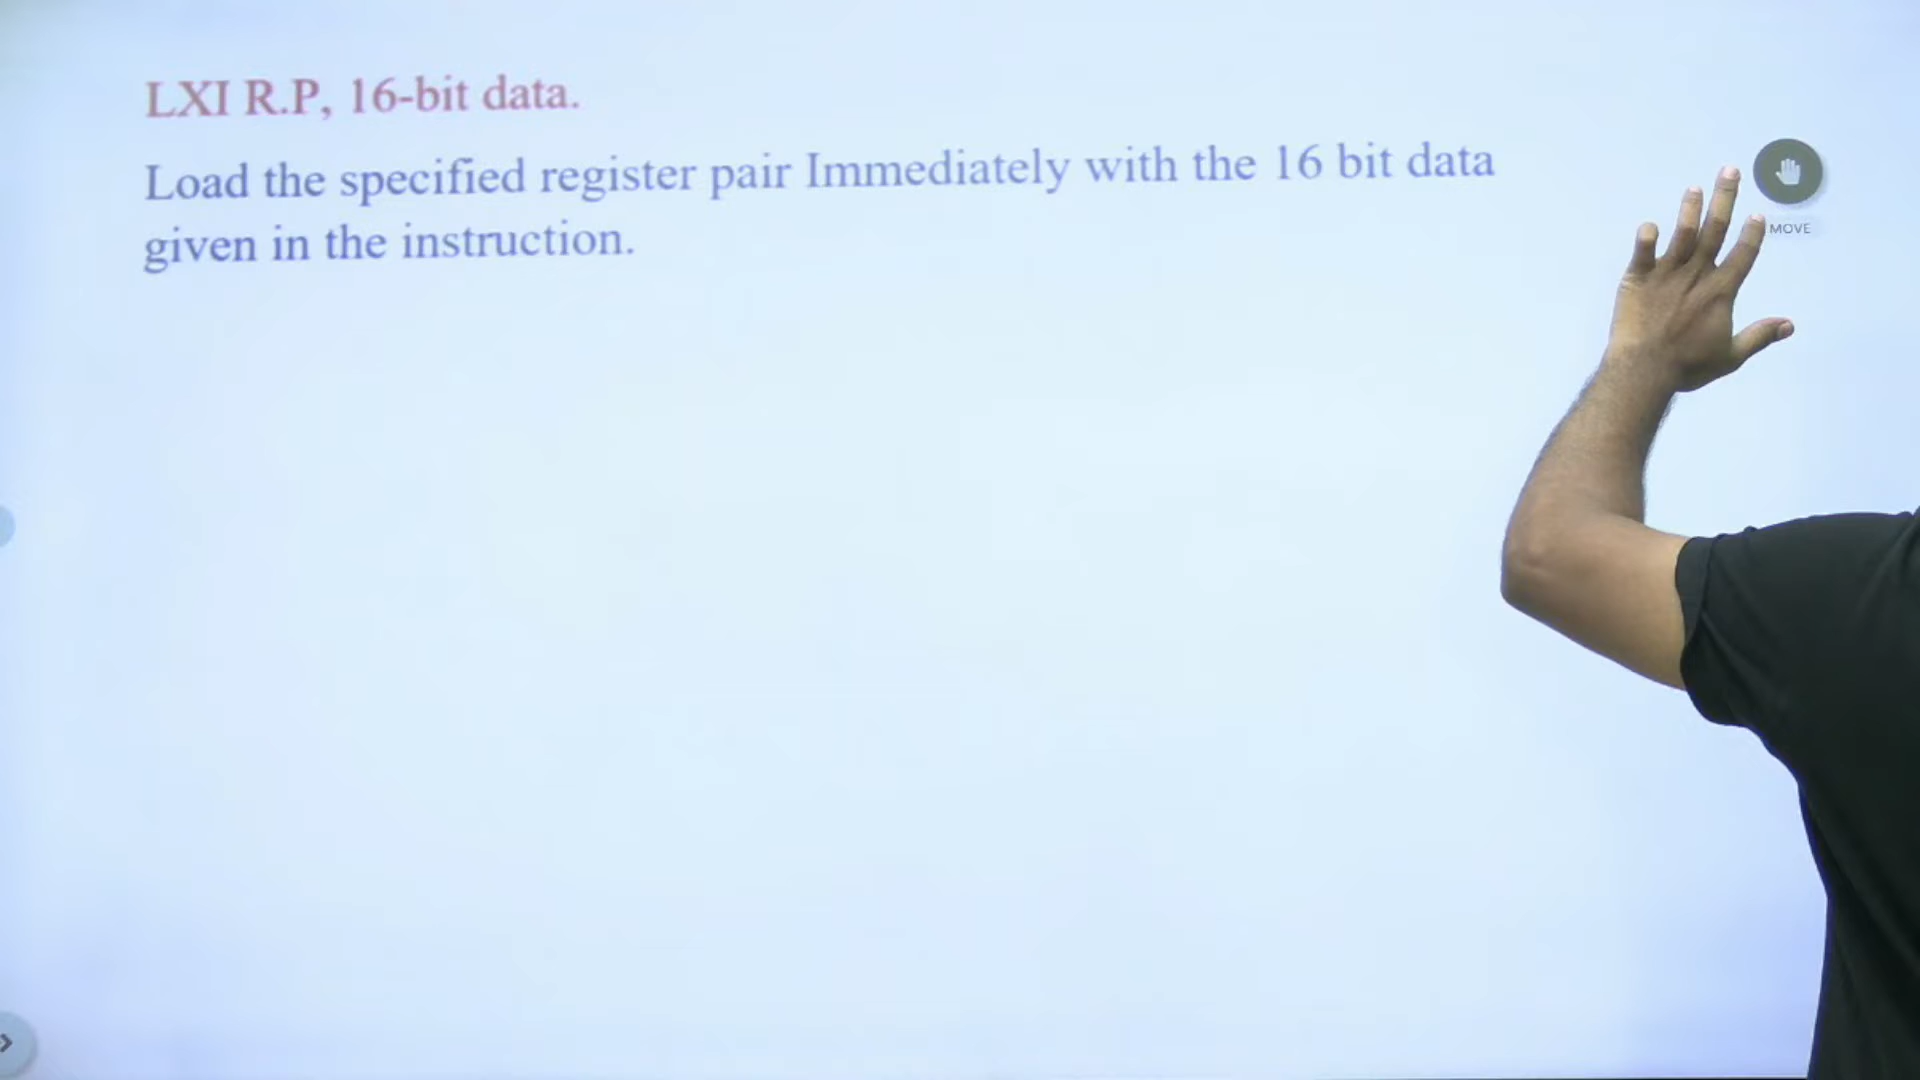 LXI R.P, 16-bit data.
Load the specified register pair Immediately with the 16 bit data
given in the instruction.
MOVE